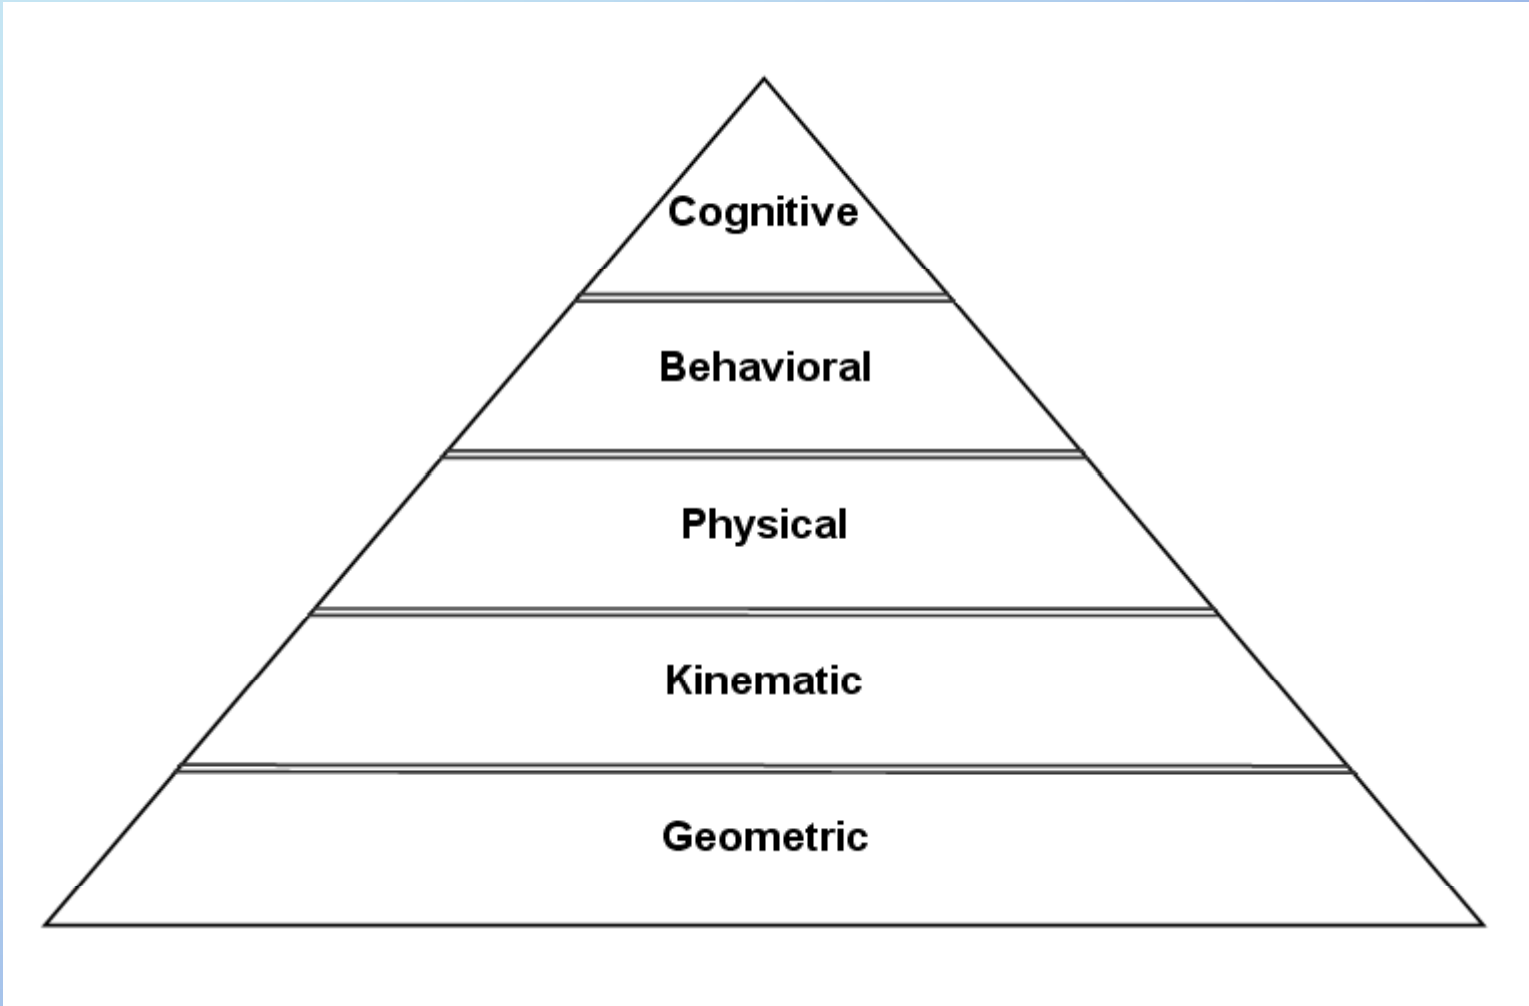 Cognitive
Behavioral
Physical
Kinematic
Geometric